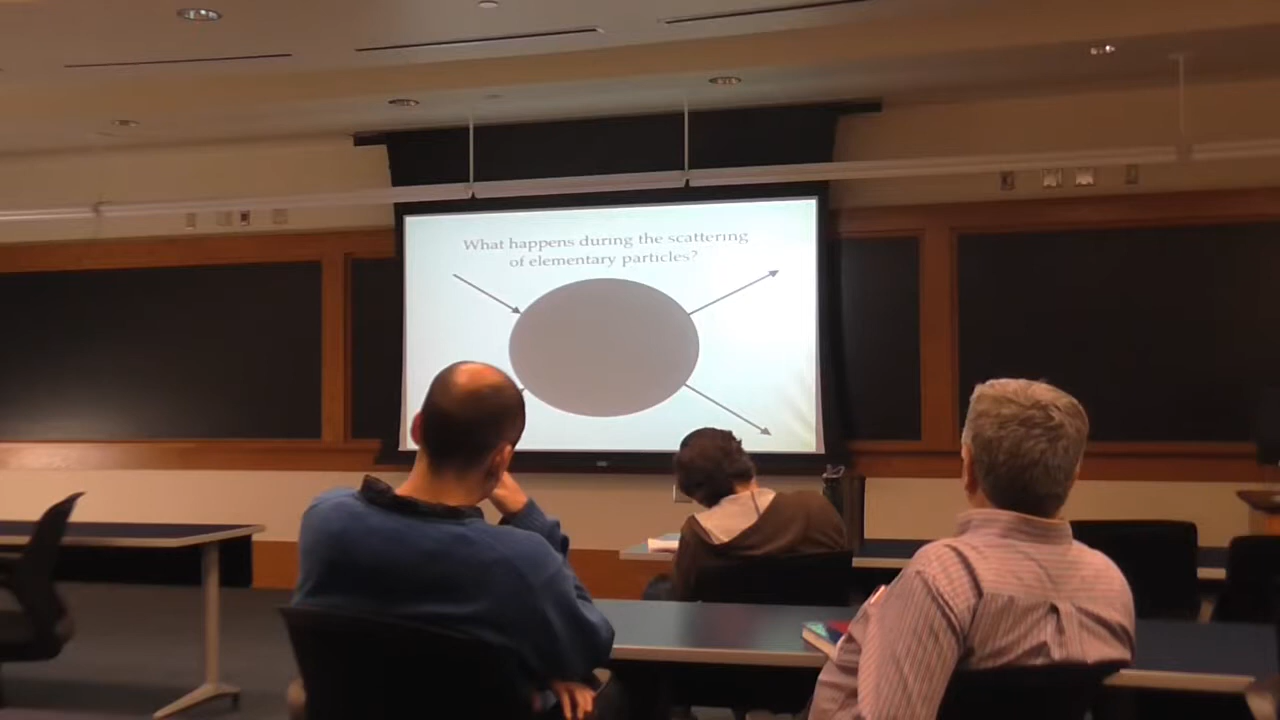 What happens during the scattering
of elementary particles?